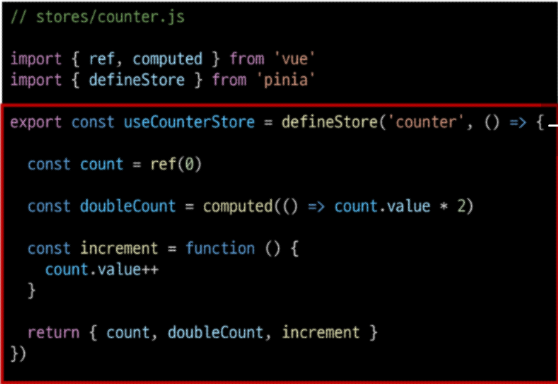 // stores/counter.js
import { ref, computed } from 'vue'
import { defineStore } from 'pinia'
export const useCounterStore = defineStore('counter', () => {
const count = ref(0)
const doubleCount = computed(() => count.value * 2)
const increment = function () {
count.value++
}
return { count, doubleCount, increment }
})